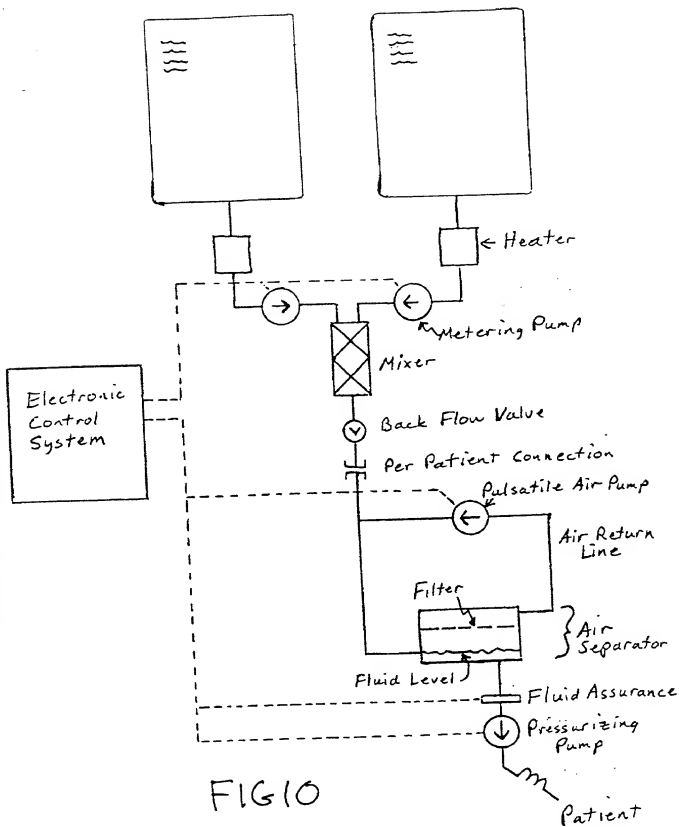 Heater
Metering Pump
Mixer
Electronic
Control
System
Back Flow Valve
Per Patient Connection
Pulsatile Air Pump
Air Return
Line
Filter
Air
Separator
Fluid Level
Fluid Assurance
Pressurizing
Pump
FIG10
Patient